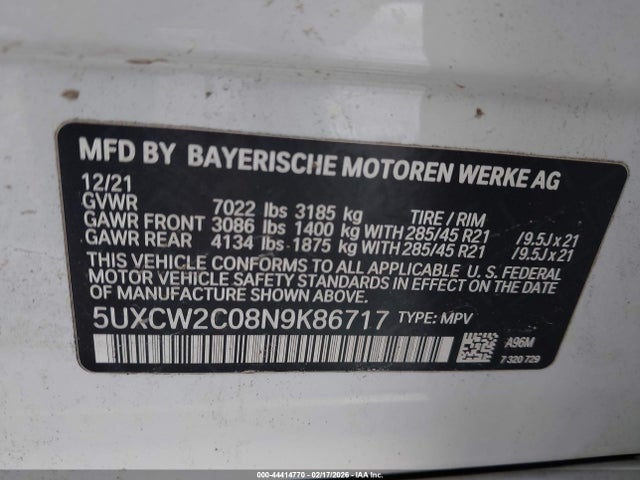 MFD BY BAYERISCHE MOTOREN WERKE AG
12/21
GVWR 7022 lbs 3185 kg TIRE / RIM
GAWR FRONT 3086 lbs 1400 kg WITH 285/45 R21 /9.5J x 21
GAWR REAR 4134 lbs 1875 kg WITH 285/45 R21 /9.5J x 21
THIS VEHICLE CONFORMS TO ALL APPLICABLE U. S. FEDERAL
MOTOR VEHICLE SAFETY STANDARDS IN EFFECT ON THE DATE
OF MANUFACTURE SHOWN ABOVE.
5UXCW2C08N9K86717 TYPE: MPV
A96M
7 320 729
000-44414770 - 02/17/2026 - IAA Inc.